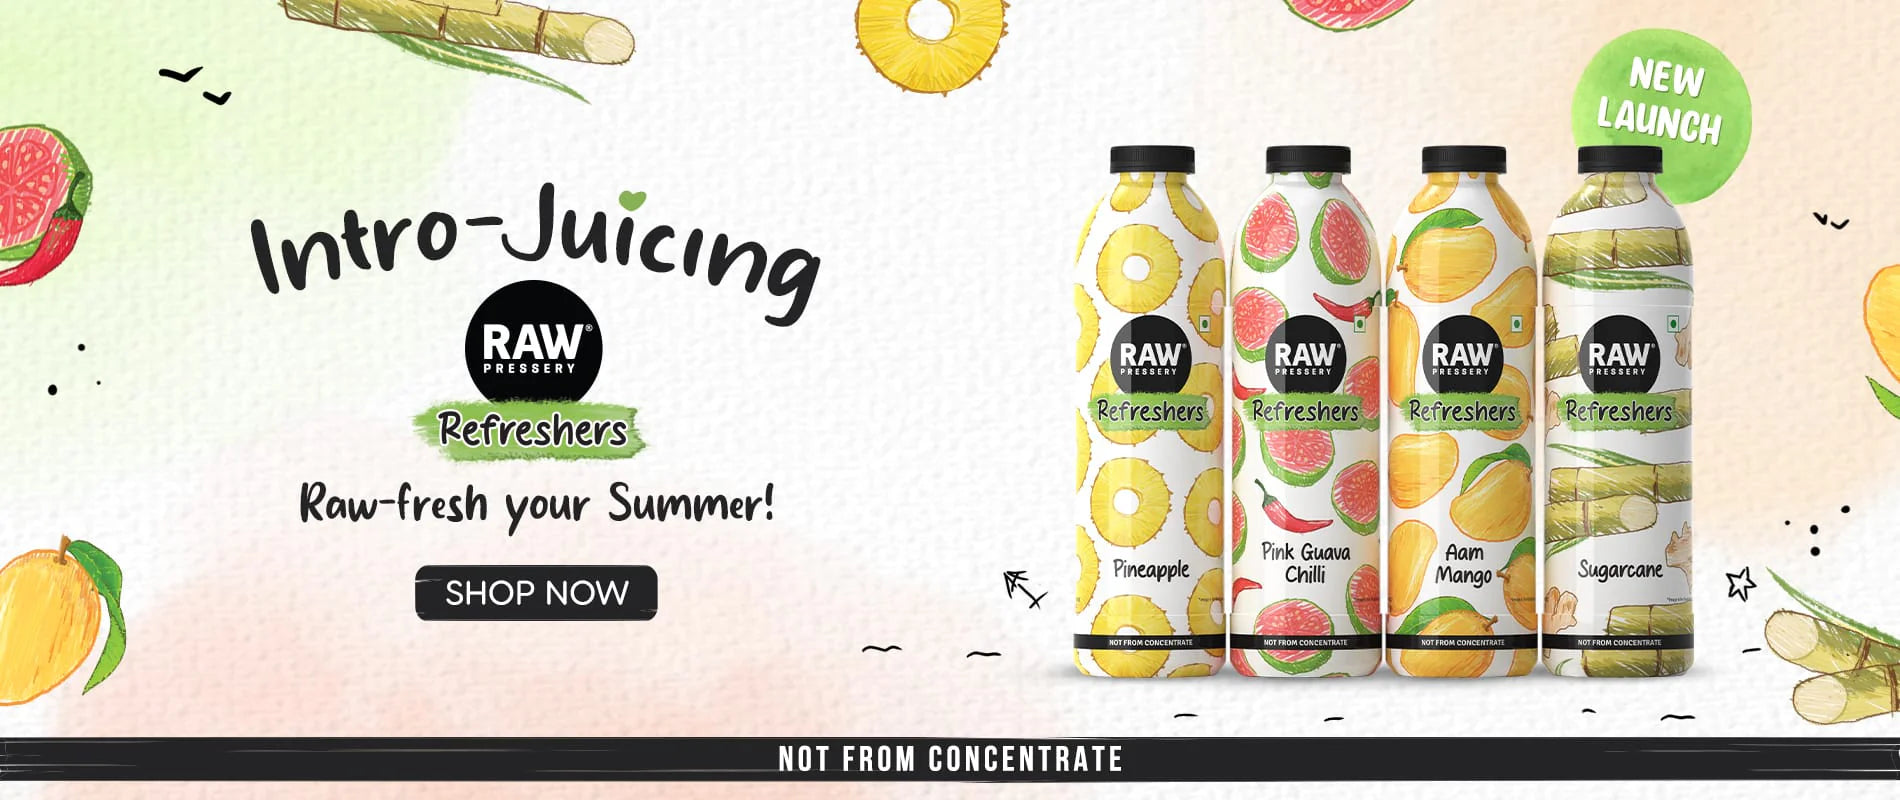 Intro-Juicing
RAW®
PRESSERY
Refreshers
Raw-fresh your Summer!
SHOP NOW
NEW
LAUNCH
RAW®
PRESSERY
Refreshers
Pineapple
NOT FROM CONCENTRATE
RAW®
PRESSERY
Refreshers
Pink Guava
Chilli
NOT FROM CONCENTRATE
RAW®
PRESSERY
Refreshers
Aam
Mango
NOT FROM CONCENTRATE
RAW®
PRESSERY
Refreshers
Sugarcane
NOT FROM CONCENTRATE
NOT FROM CONCENTRATE